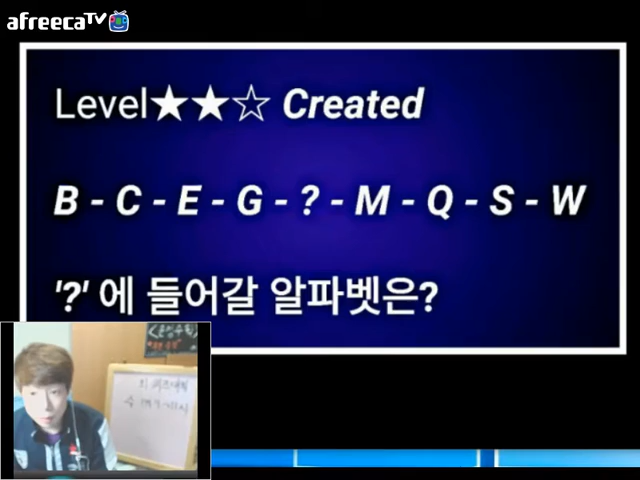 afreecaTV
Level★★☆ Created
B - C - E - G - ? - M - Q - S - W
'?' 에 들어갈 알파벳은?